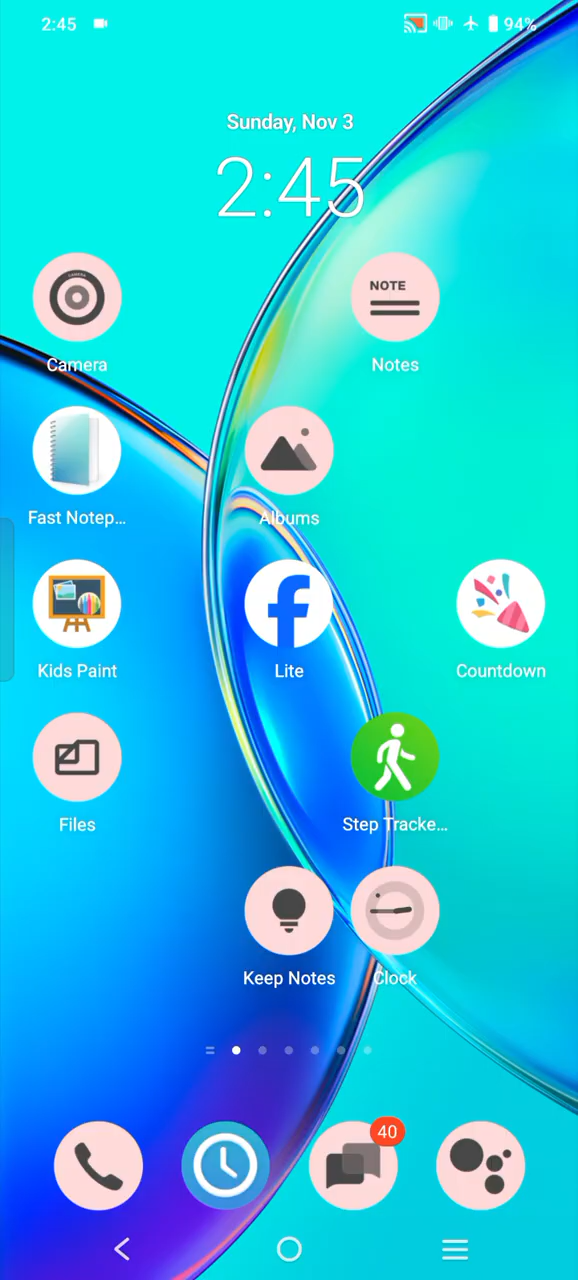 2:45
94%
Sunday, Nov 3
2:45
Camera
NOTE
Notes
Fast Notep...
Albums
Kids Paint
Lite
Countdown
Files
Step Tracke...
Keep Notes
Clock
40